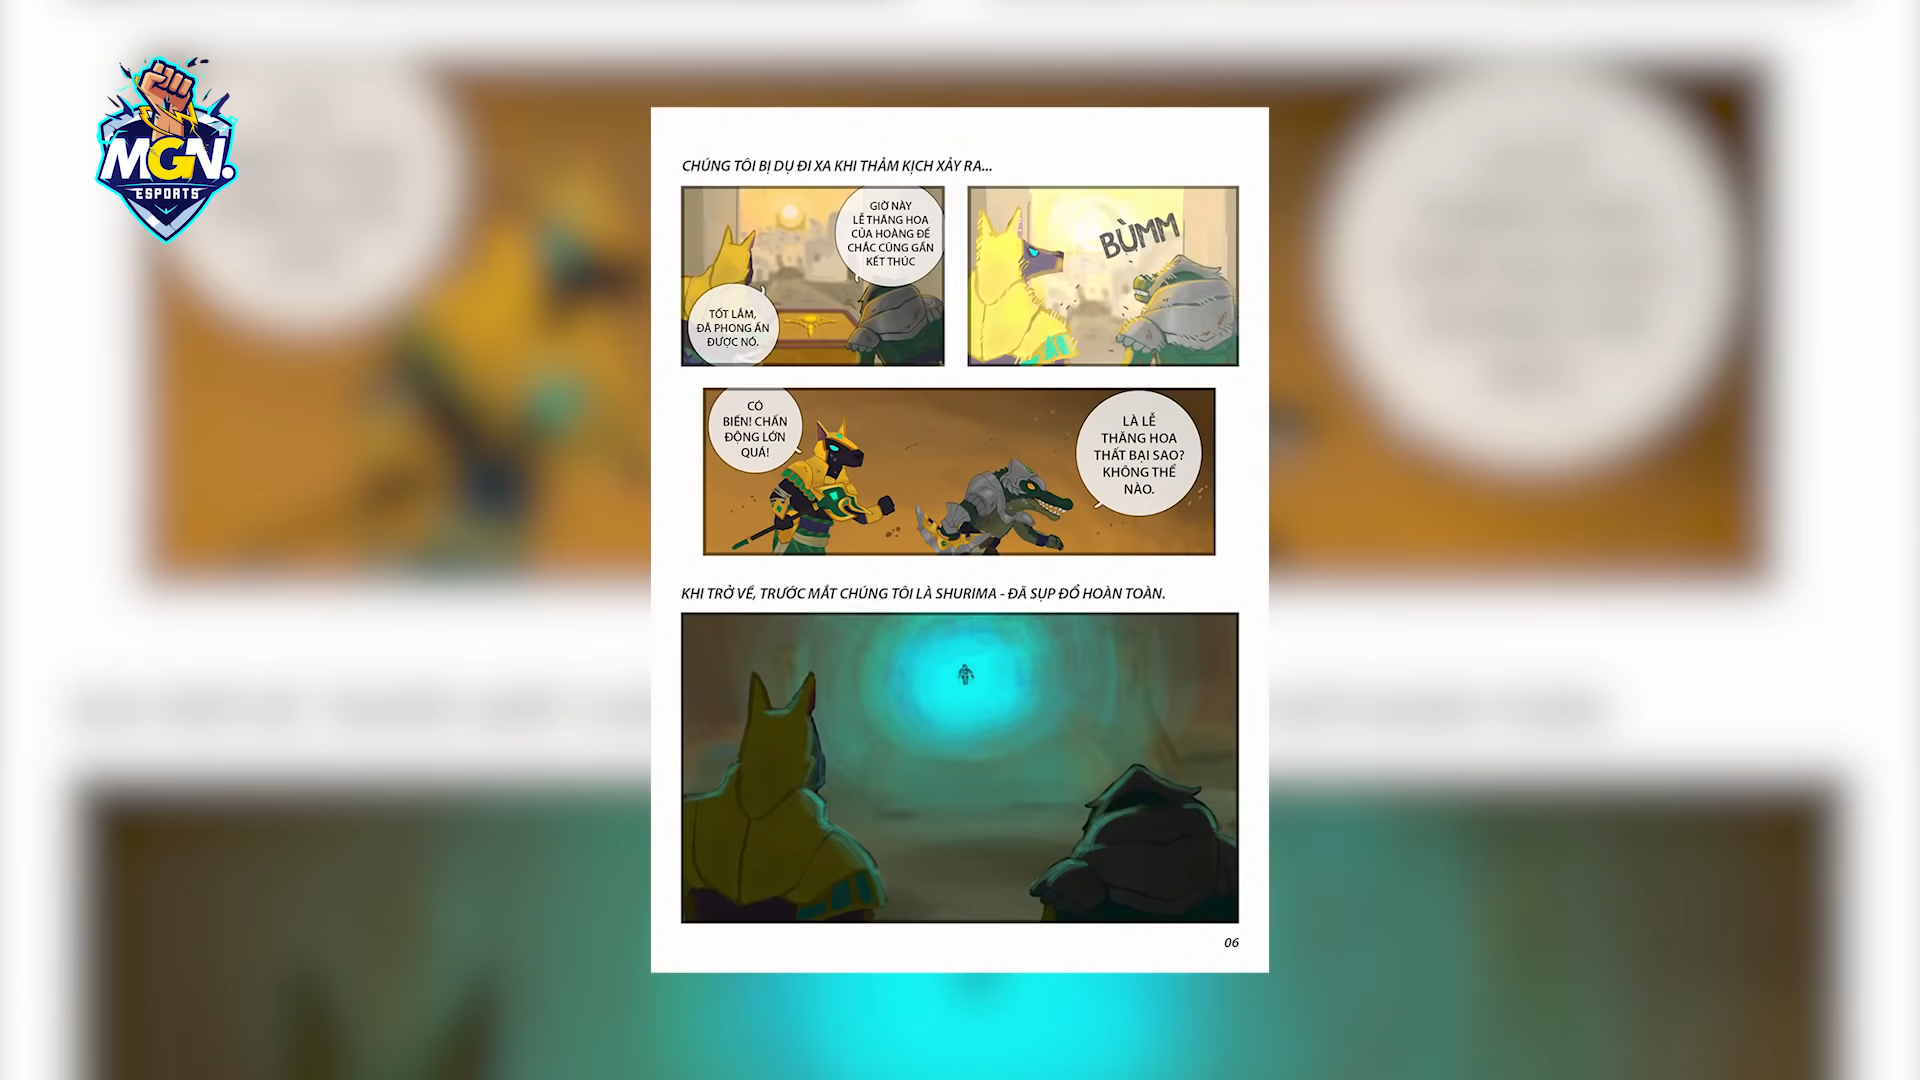 MGN.
ESPORTS
CHÚNG TÔI BỊ DỤ ĐI XA KHI THẢM KỊCH XẢY RA...
GIỜ NÀY
LỄ THĂNG HOA
CỦA HOÀNG ĐẾ
CHẮC CŨNG GẦN
KẾT THÚC
TỐT LẮM,
ĐÃ PHONG ẤN
ĐƯỢC NÓ.
BÙMM
CÓ
BIẾN! CHẤN
ĐỘNG LỚN
QUÁ!
LÀ LỄ
THĂNG HOA
THẤT BẠI SAO?
KHÔNG THỂ
NÀO.
KHI TRỞ VỀ, TRƯỚC MẮT CHÚNG TÔI LÀ SHURIMA - ĐÃ SỤP ĐỔ HOÀN TOÀN.
06